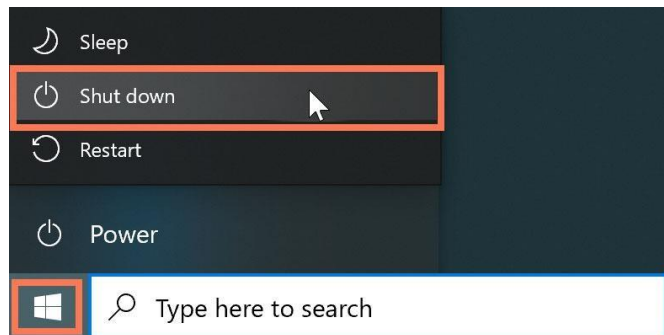 Sleep
Shut down
Restart
Power
Type here to search